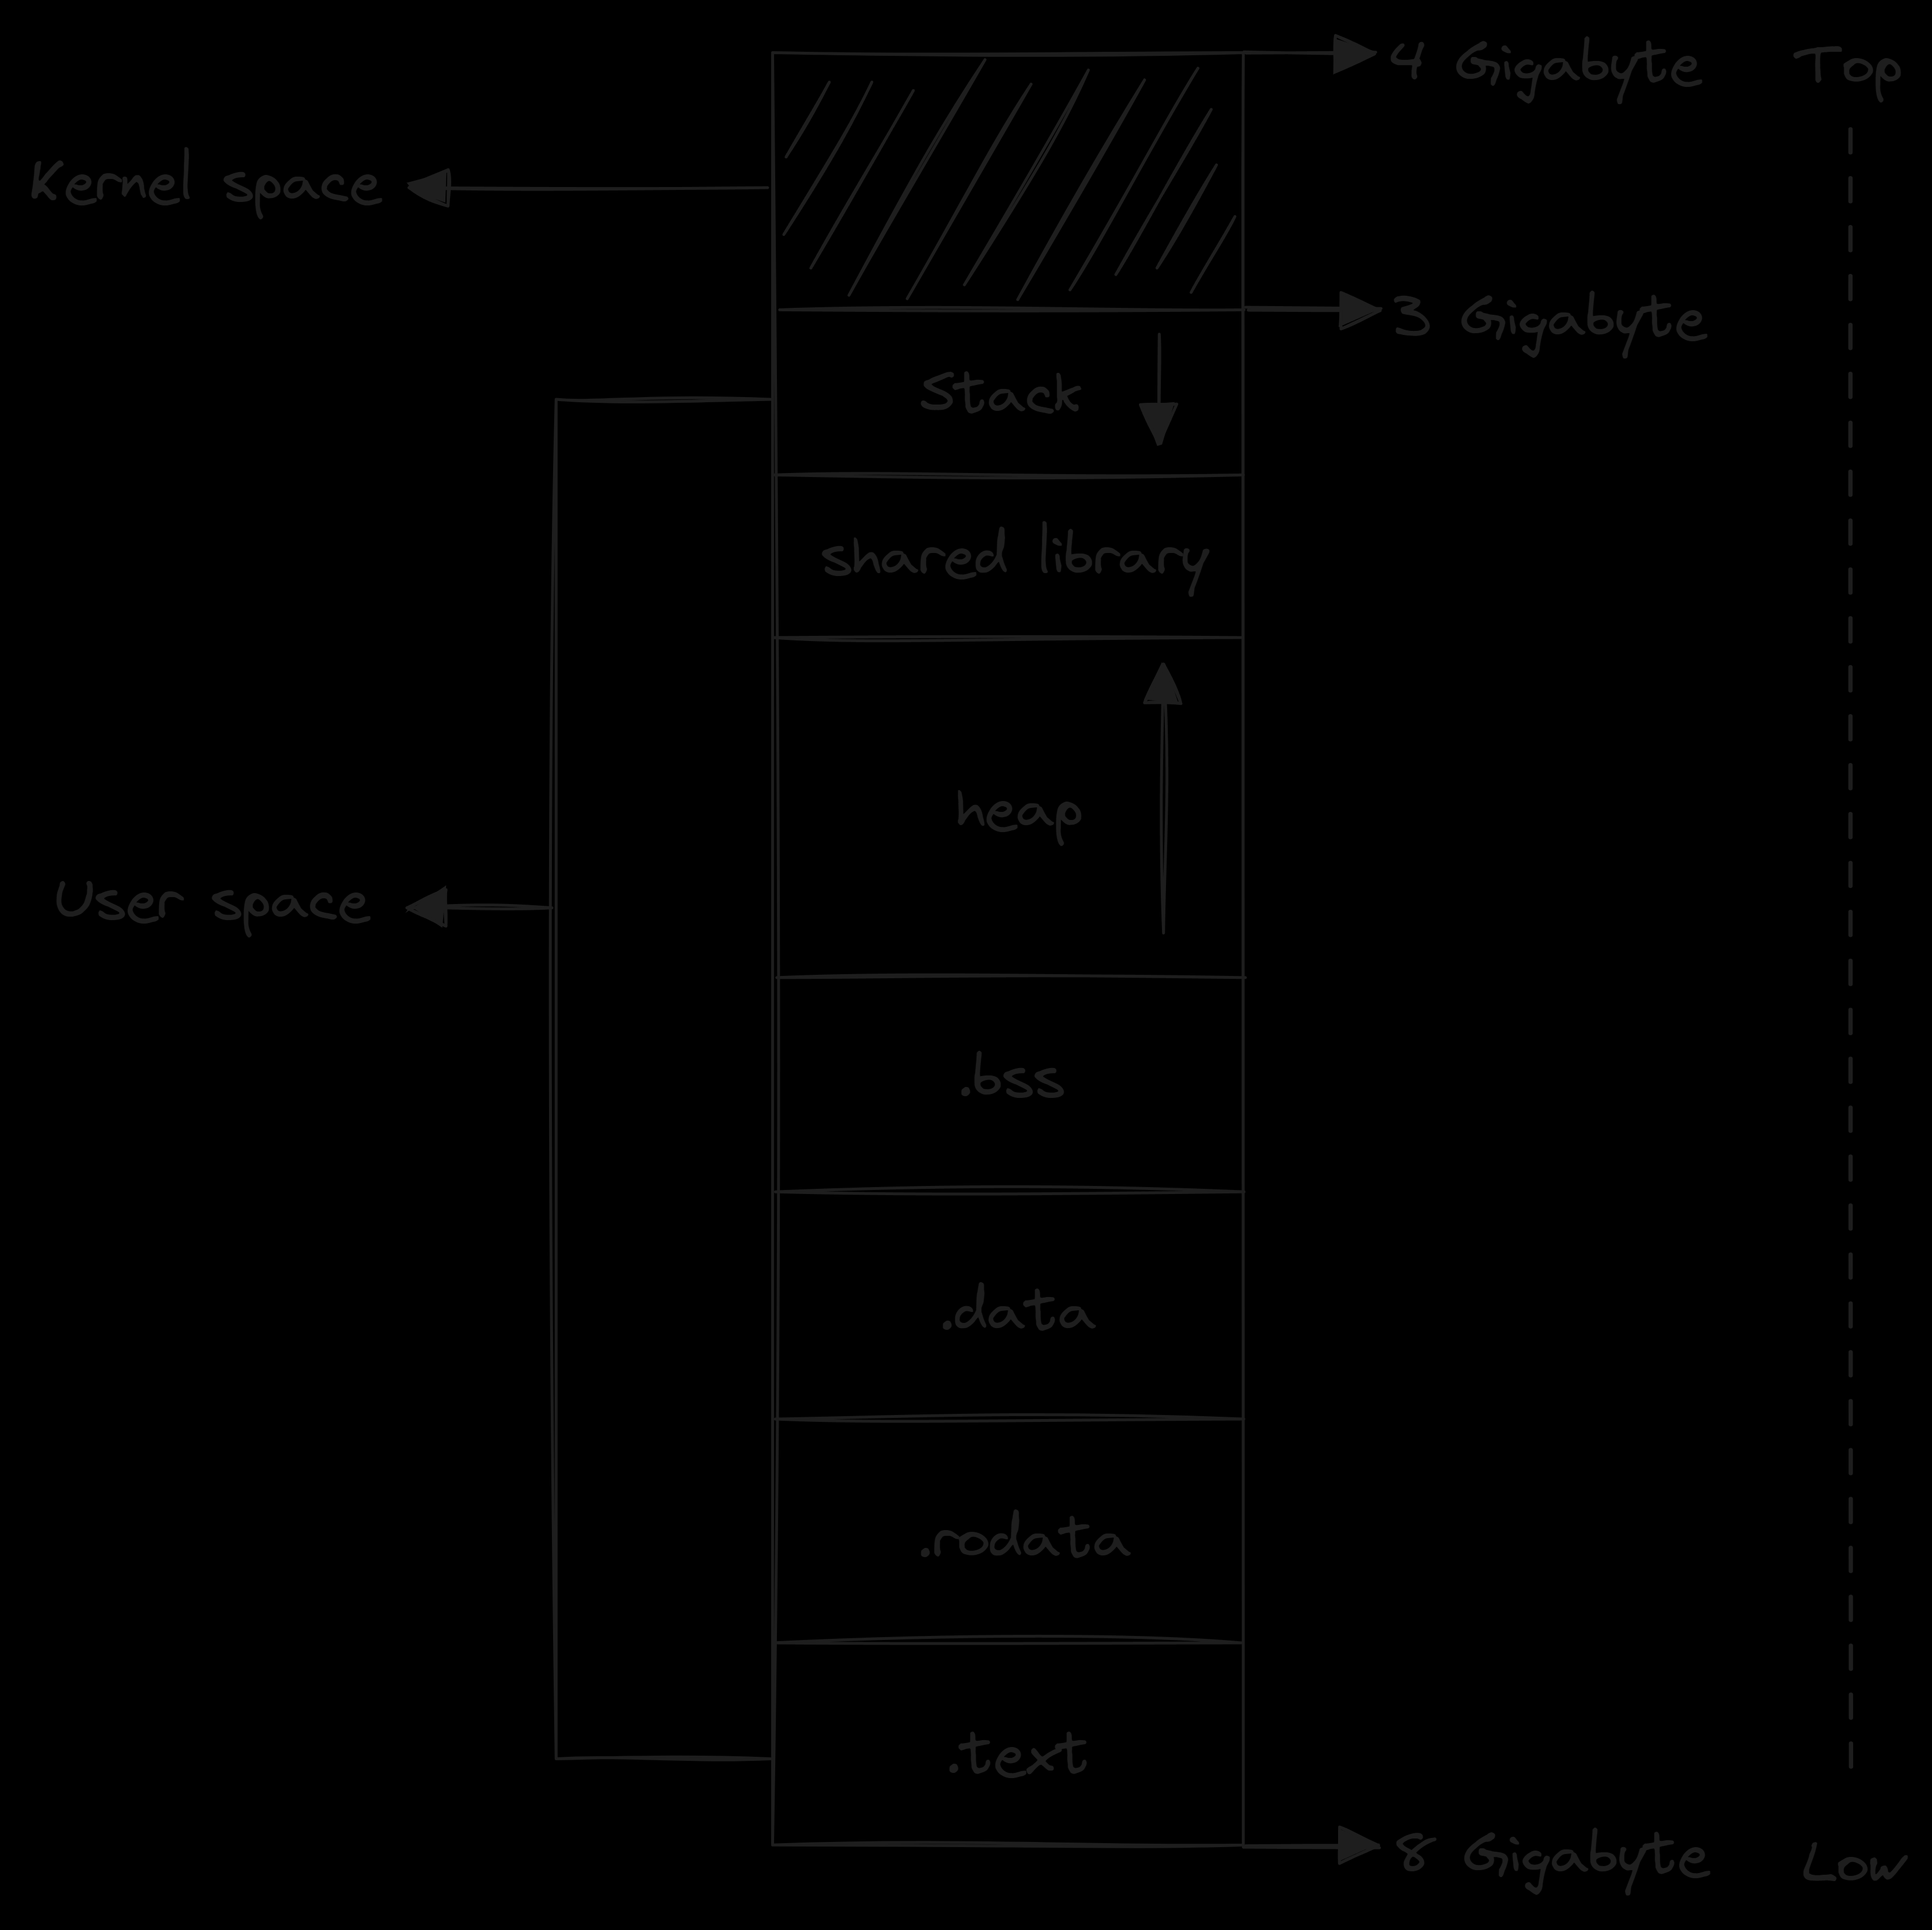 4 Gigabyte
Top
Kernel space
3 Gigabyte
Stack
shared library
heap
User space
.bss
.data
.rodata
.text
8 Gigabyte
Low